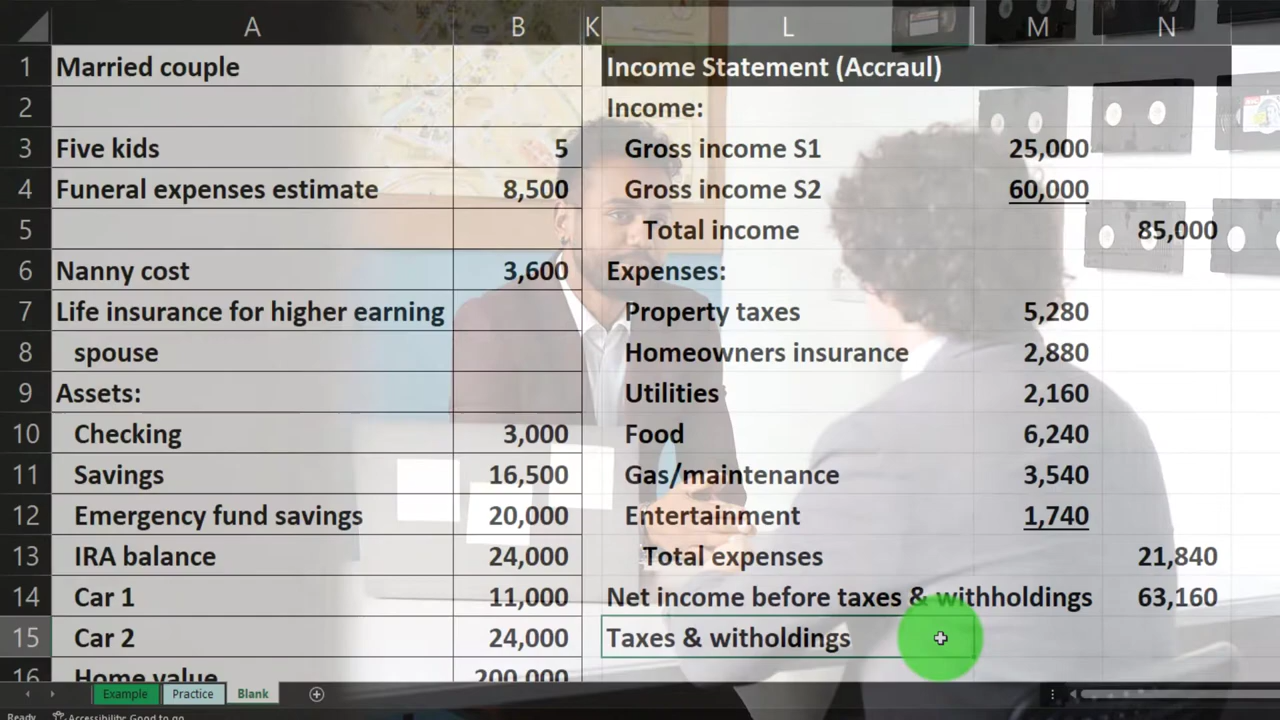 A B K L M N
1 Married couple Income Statement (Accraul)
2 Income:
3 Five kids 5 Gross income S1 25,000
4 Funeral expenses estimate 8,500 Gross income S2 60,000
5 Total income 85,000
6 Nanny cost 3,600 Expenses:
7 Life insurance for higher earning Property taxes 5,280
8 spouse Homeowners insurance 2,880
9 Assets: Utilities 2,160
10 Checking 3,000 Food 6,240
11 Savings 16,500 Gas/maintenance 3,540
12 Emergency fund savings 20,000 Entertainment 1,740
13 IRA balance 24,000 Total expenses 21,840
14 Car 1 11,000 Net income before taxes & withholdings 63,160
15 Car 2 24,000 Taxes & witholdings
16 Home value 200,000
Example Practice Blank
Ready Accessibility: Good to go